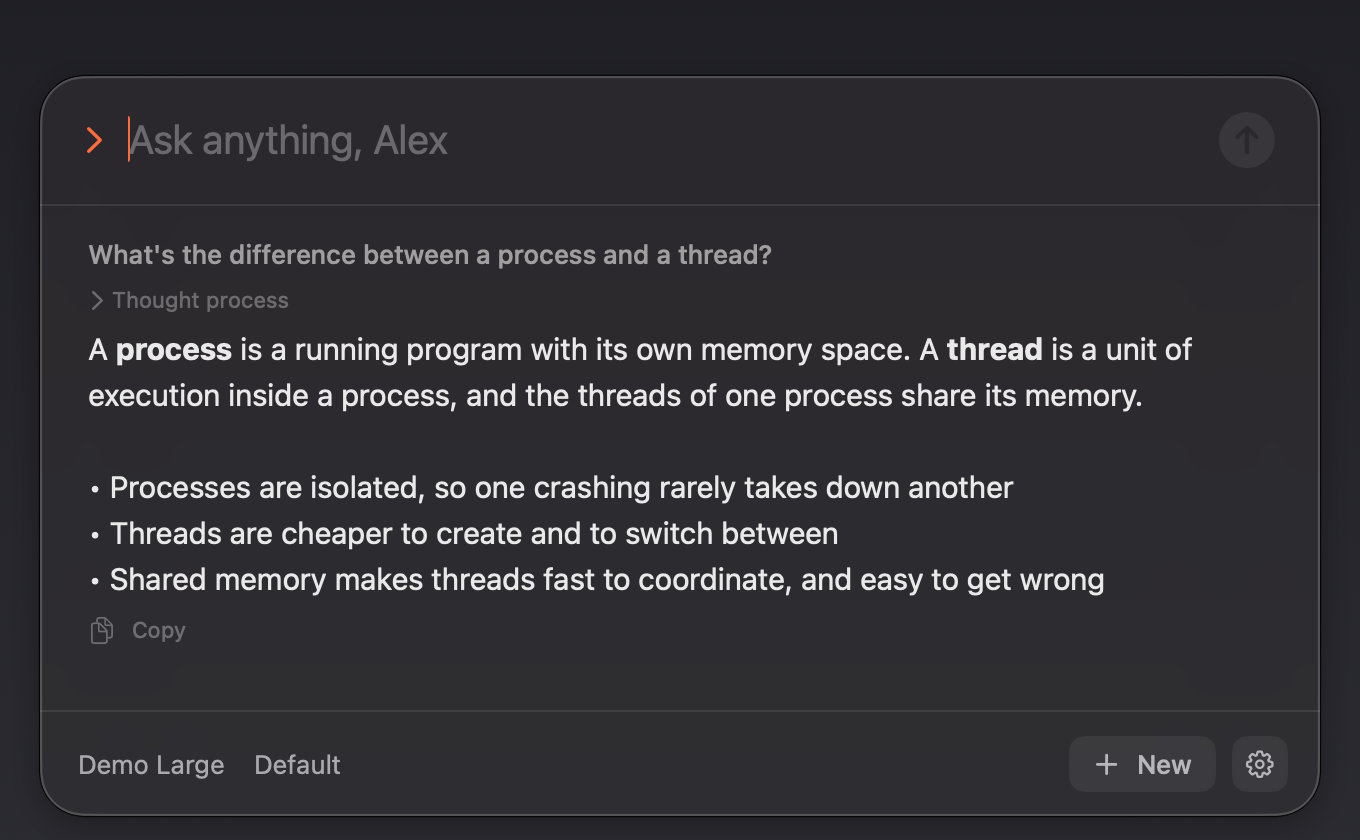 Ask anything, Alex
What's the difference between a process and a thread?
Thought process
A process is a running program with its own memory space. A thread is a unit of
execution inside a process, and the threads of one process share its memory.
• Processes are isolated, so one crashing rarely takes down another
• Threads are cheaper to create and to switch between
• Shared memory makes threads fast to coordinate, and easy to get wrong
Copy
Demo Large Default New